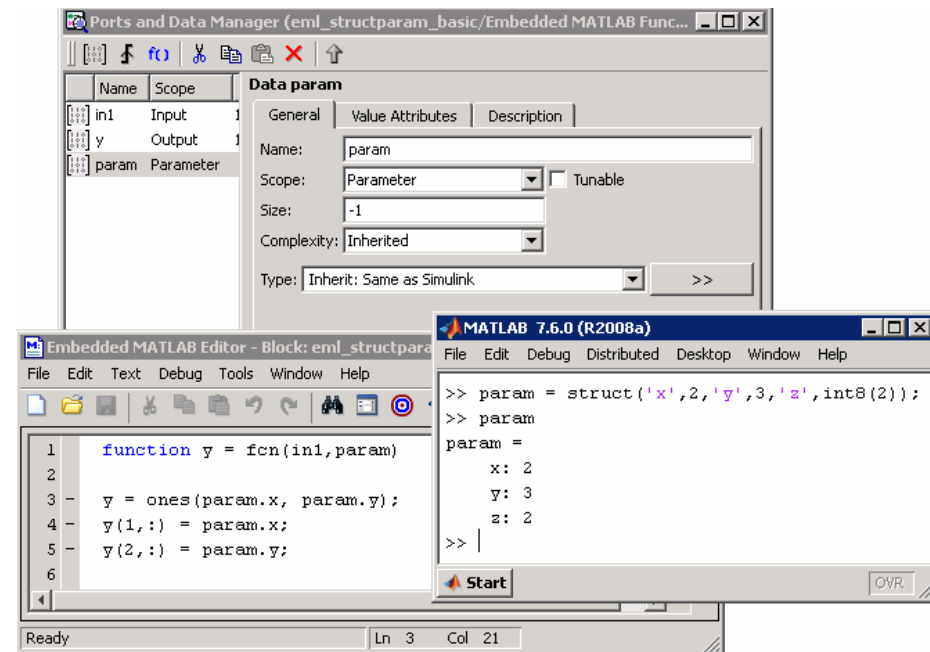 Ports and Data Manager (eml_structparam_basic/Embedded MATLAB Func...
f()
Name Scope
in1 Input 1
y Output 1
param Parameter
Data param
General Value Attributes Description
Name: param
Scope: Parameter Tunable
Size: -1
Complexity: Inherited
Type: Inherit: Same as Simulink >>
Embedded MATLAB Editor - Block: eml_structpara
File Edit Text Debug Tools Window Help
1 function y = fcn(in1,param)
2
3 - y = ones(param.x, param.y);
4 - y(1,:) = param.x;
5 - y(2,:) = param.y;
6
Ready Ln 3 Col 21
MATLAB 7.6.0 (R2008a)
File Edit Debug Distributed Desktop Window Help
>> param = struct('x',2,'y',3,'z',int8(2));
>> param
param =
x: 2
y: 3
z: 2
>>
Start OVR